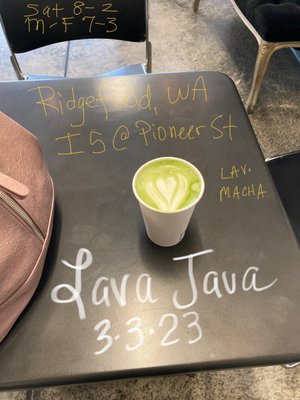 Sat 8-2
M-F 7-3
Ridgefield, WA
I5 @ Pioneer St
LAV.
MACHA
Lava Java
3.3.23